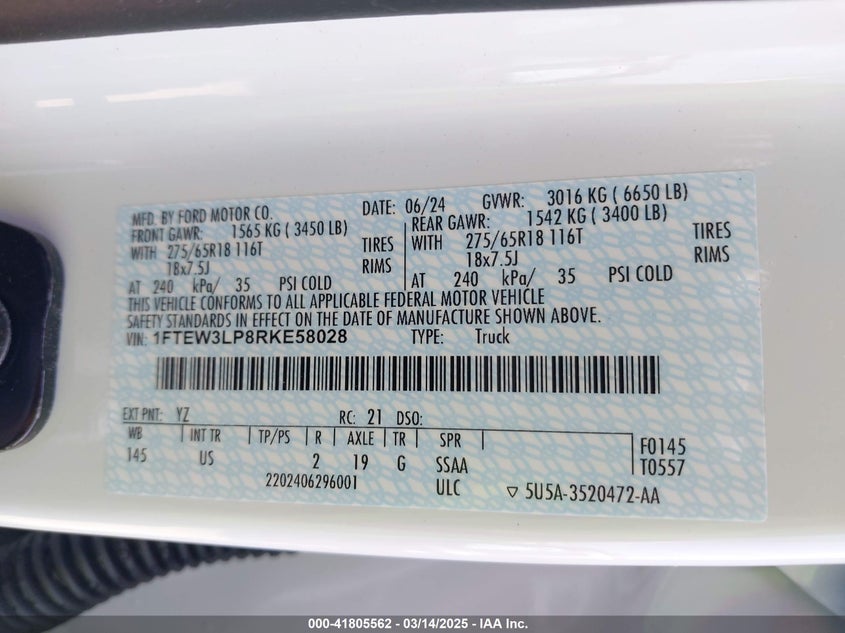 MFD. BY FORD MOTOR CO. DATE: 06/24 GVWR: 3016 KG ( 6650 LB)
FRONT GAWR: 1565 KG ( 3450 LB) REAR GAWR: 1542 KG ( 3400 LB)
WITH 275/65R18 116T TIRES WITH 275/65R18 116T TIRES
18x7.5J RIMS 18x7.5J RIMS
AT 240 kPa/ 35 PSI COLD AT 240 kPa/ 35 PSI COLD
THIS VEHICLE CONFORMS TO ALL APPLICABLE FEDERAL MOTOR VEHICLE
SAFETY STANDARDS IN EFFECT ON THE DATE OF MANUFACTURE SHOWN ABOVE.
VIN: 1FTEW3LP8RKE58028 TYPE: Truck
EXT PNT: YZ RC: 21 DSO:
WB INT TR TP/PS R AXLE TR SPR F0145
145 US 2 19 G SSAA T0557
2202406296001 ULC ▽ 5U5A-3520472-AA
000-41805562 - 03/14/2025 - IAA Inc.